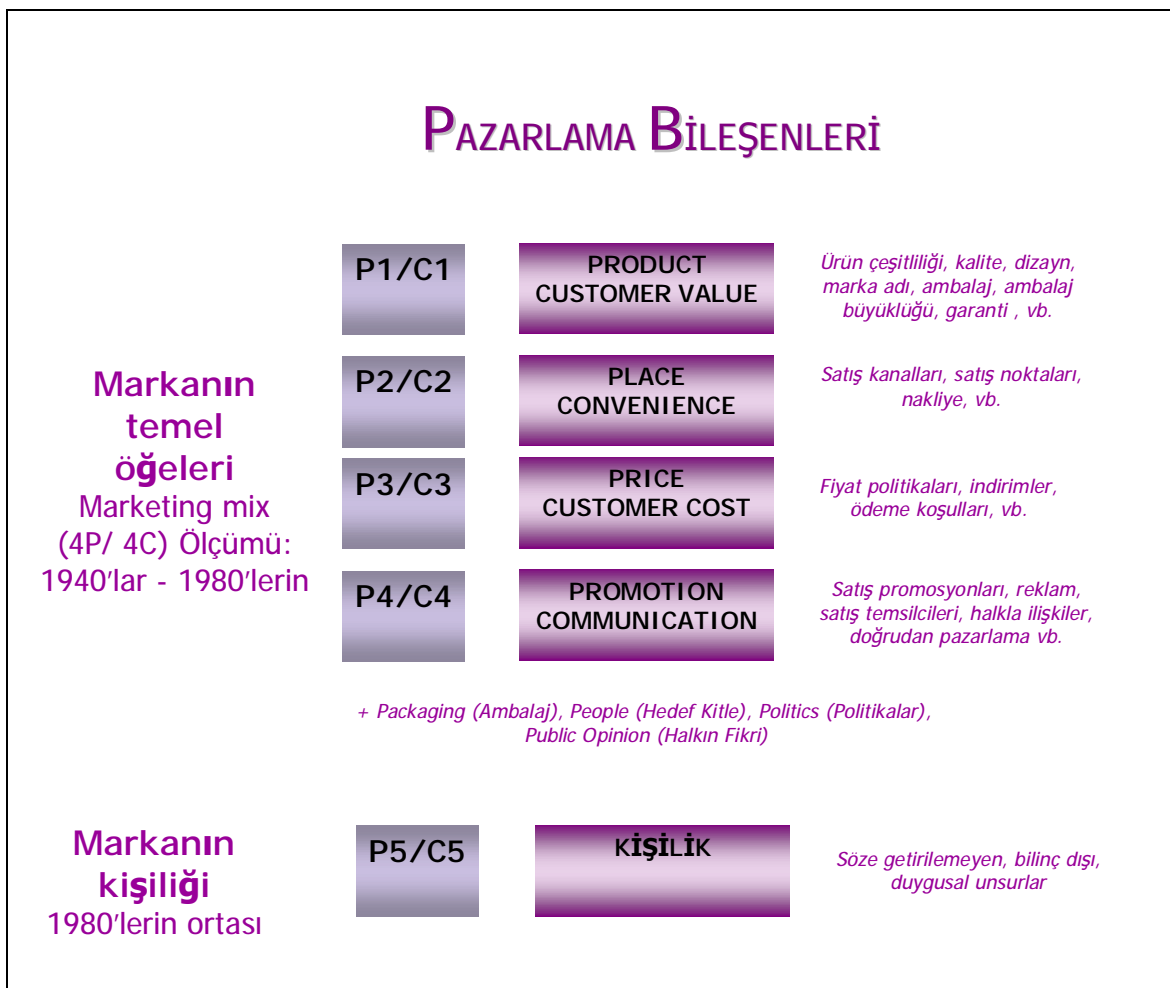 PAZARLAMA BİLEŞENLERİ
P1/C1
PRODUCT
CUSTOMER VALUE
Ürün çeşitliliği, kalite, dizayn,
marka adı, ambalaj, ambalaj
büyüklüğü, garanti , vb.
Markanın
temel
öğeleri
Marketing mix
(4P/ 4C) Ölçümü:
1940'lar - 1980'lerin
P2/C2
PLACE
CONVENIENCE
Satış kanalları, satış noktaları,
nakliye, vb.
P3/C3
PRICE
CUSTOMER COST
Fiyat politikaları, indirimler,
ödeme koşulları, vb.
P4/C4
PROMOTION
COMMUNICATION
Satış promosyonları, reklam,
satış temsilcileri, halkla ilişkiler,
doğrudan pazarlama vb.
+ Packaging (Ambalaj), People (Hedef Kitle), Politics (Politikalar),
Public Opinion (Halkın Fikri)
Markanın
kişiliği
1980'lerin ortası
P5/C5
KİŞİLİK
Söze getirilemeyen, bilinç dışı,
duygusal unsurlar